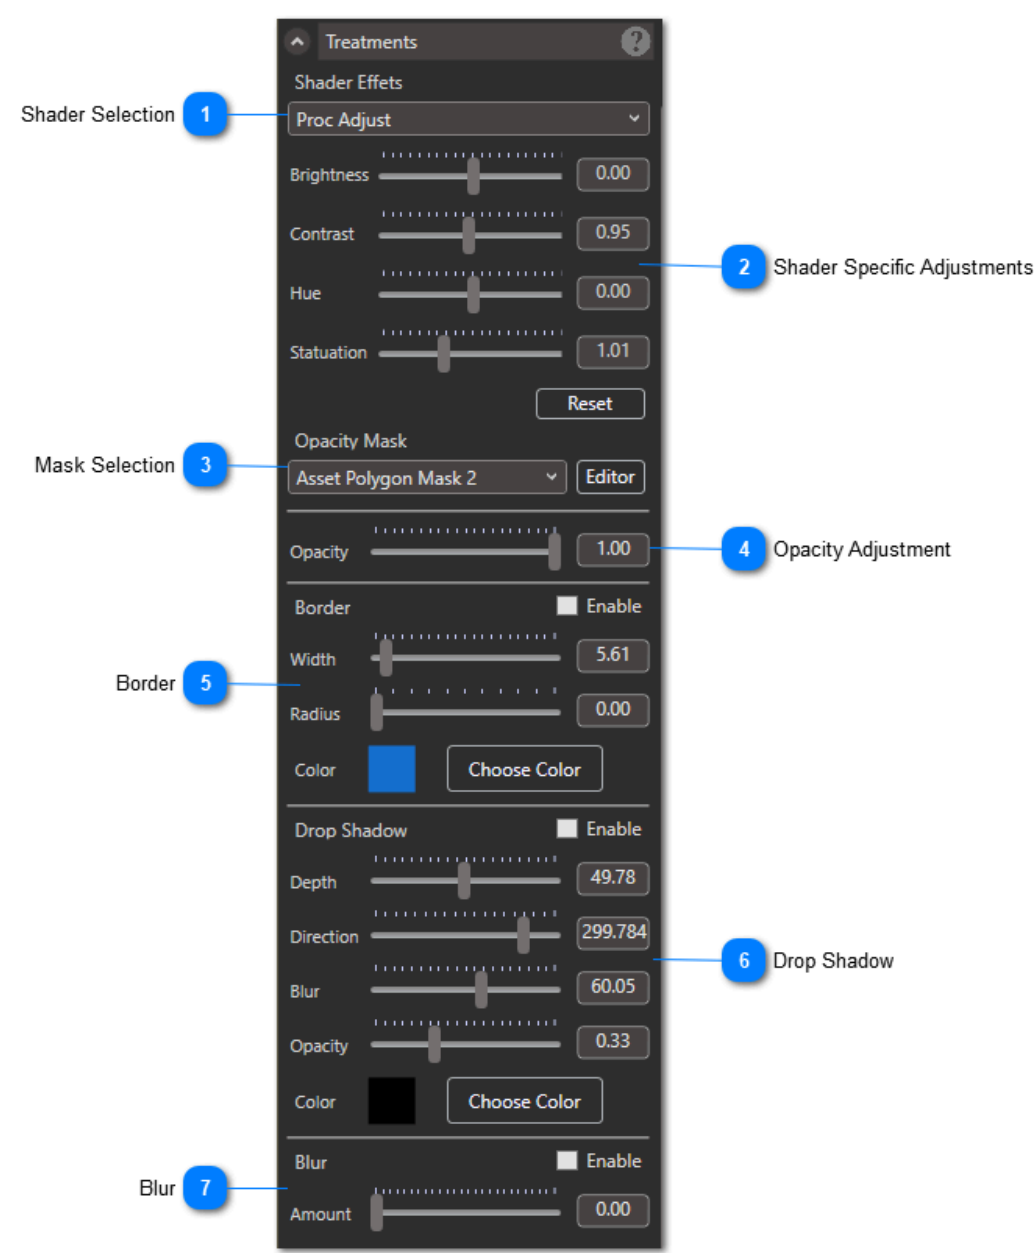 Treatments ?
Shader Effets
Shader Selection 1
Proc Adjust
Brightness 0.00
Contrast 0.95
2 Shader Specific Adjustments
Hue 0.00
Statuation 1.01
Reset
Opacity Mask
Mask Selection 3
Asset Polygon Mask 2 Editor
Opacity 1.00
4 Opacity Adjustment
Border Enable
Width 5.61
Border 5
Radius 0.00
Color Choose Color
Drop Shadow Enable
Depth 49.78
Direction 299.784
6 Drop Shadow
Blur 60.05
Opacity 0.33
Color Choose Color
Blur Enable
Blur 7
Amount 0.00